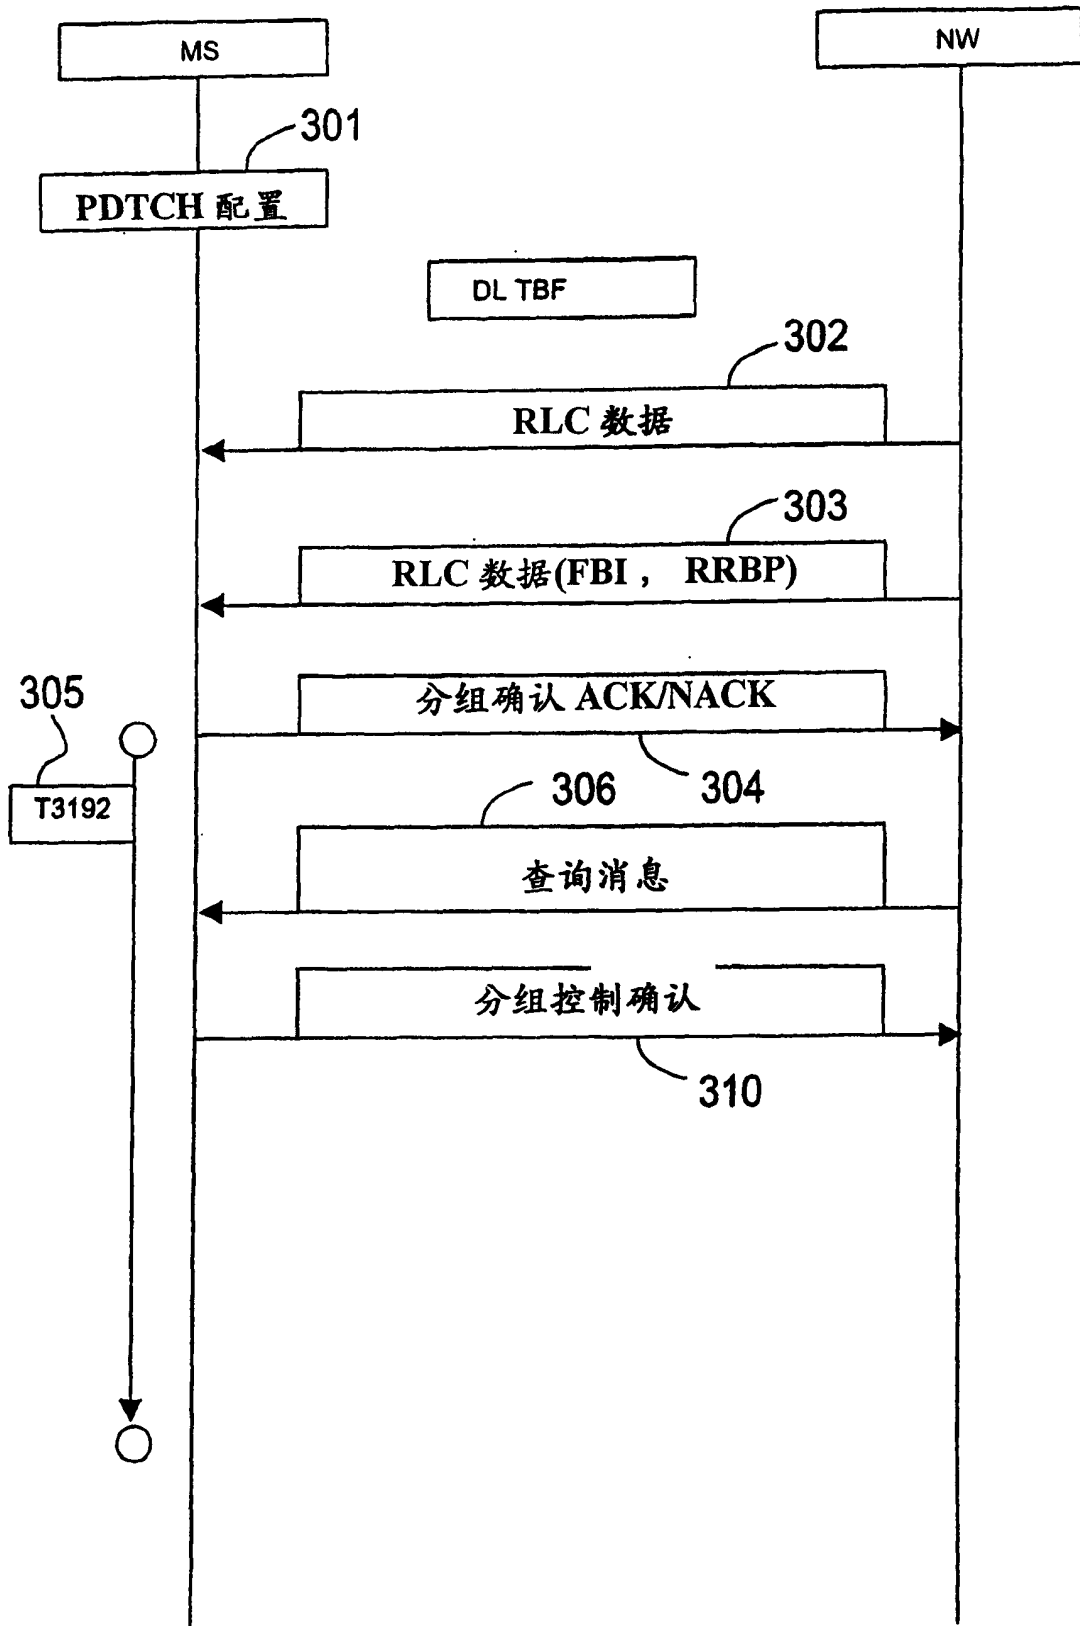 MS
NW
301
PDTCH 配置
DL TBF
302
RLC 数据
303
RLC 数据(FBI， RRBP)
305
分组确认 ACK/NACK
T3192
304
306
查询消息
分组控制确认
310